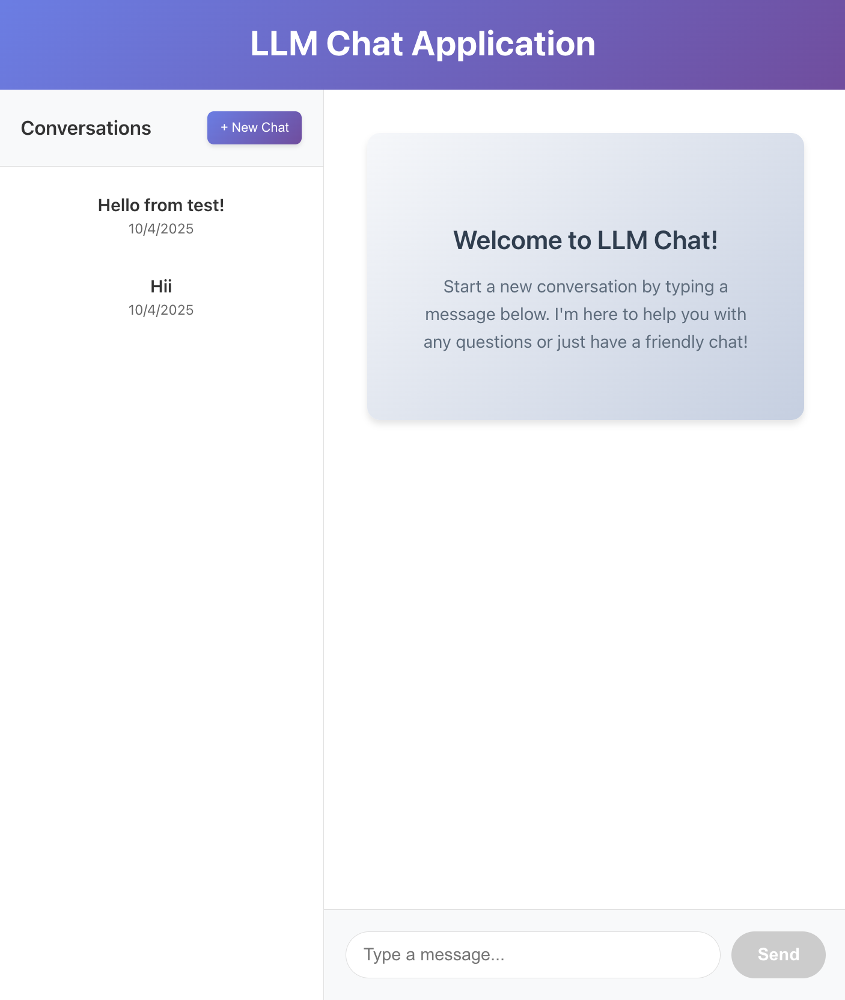 LLM Chat Application
Conversations
+ New Chat
Hello from test!
10/4/2025
Hii
10/4/2025
Welcome to LLM Chat!
Start a new conversation by typing a
message below. I'm here to help you with
any questions or just have a friendly chat!
Type a message...
Send